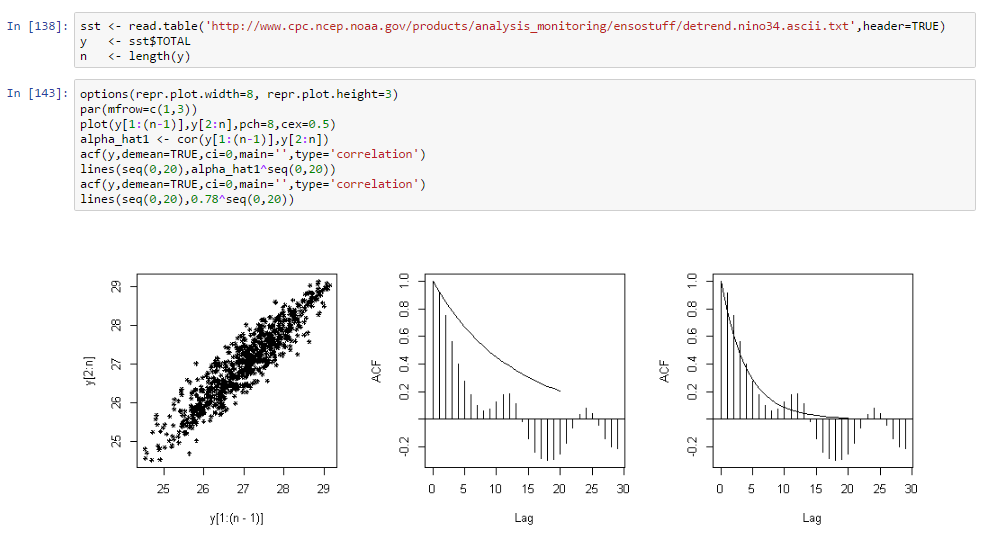 In [138]: sst <- read.table('http://www.cpc.ncep.noaa.gov/products/analysis_monitoring/ensostuff/detrend.nino34.ascii.txt',header=TRUE)
y   <- sst$TOTAL
n   <- length(y)
In [143]: options(repr.plot.width=8, repr.plot.height=3)
par(mfrow=c(1,3))
plot(y[1:(n-1)],y[2:n],pch=8,cex=0.5)
alpha_hat1 <- cor(y[1:(n-1)],y[2:n])
acf(y,demean=TRUE,ci=0,main='',type='correlation')
lines(seq(0,20),alpha_hat1^seq(0,20))
acf(y,demean=TRUE,ci=0,main='',type='correlation')
lines(seq(0,20),0.78^seq(0,20))
y[2:n]
29
28
27
26
25
25 26 27 28 29
y[1:(n - 1)]
ACF
1.0
0.8
0.6
0.4
0.2
-0.2
0 5 10 15 20 25 30
Lag
ACF
1.0
0.8
0.6
0.4
0.2
-0.2
0 5 10 15 20 25 30
Lag